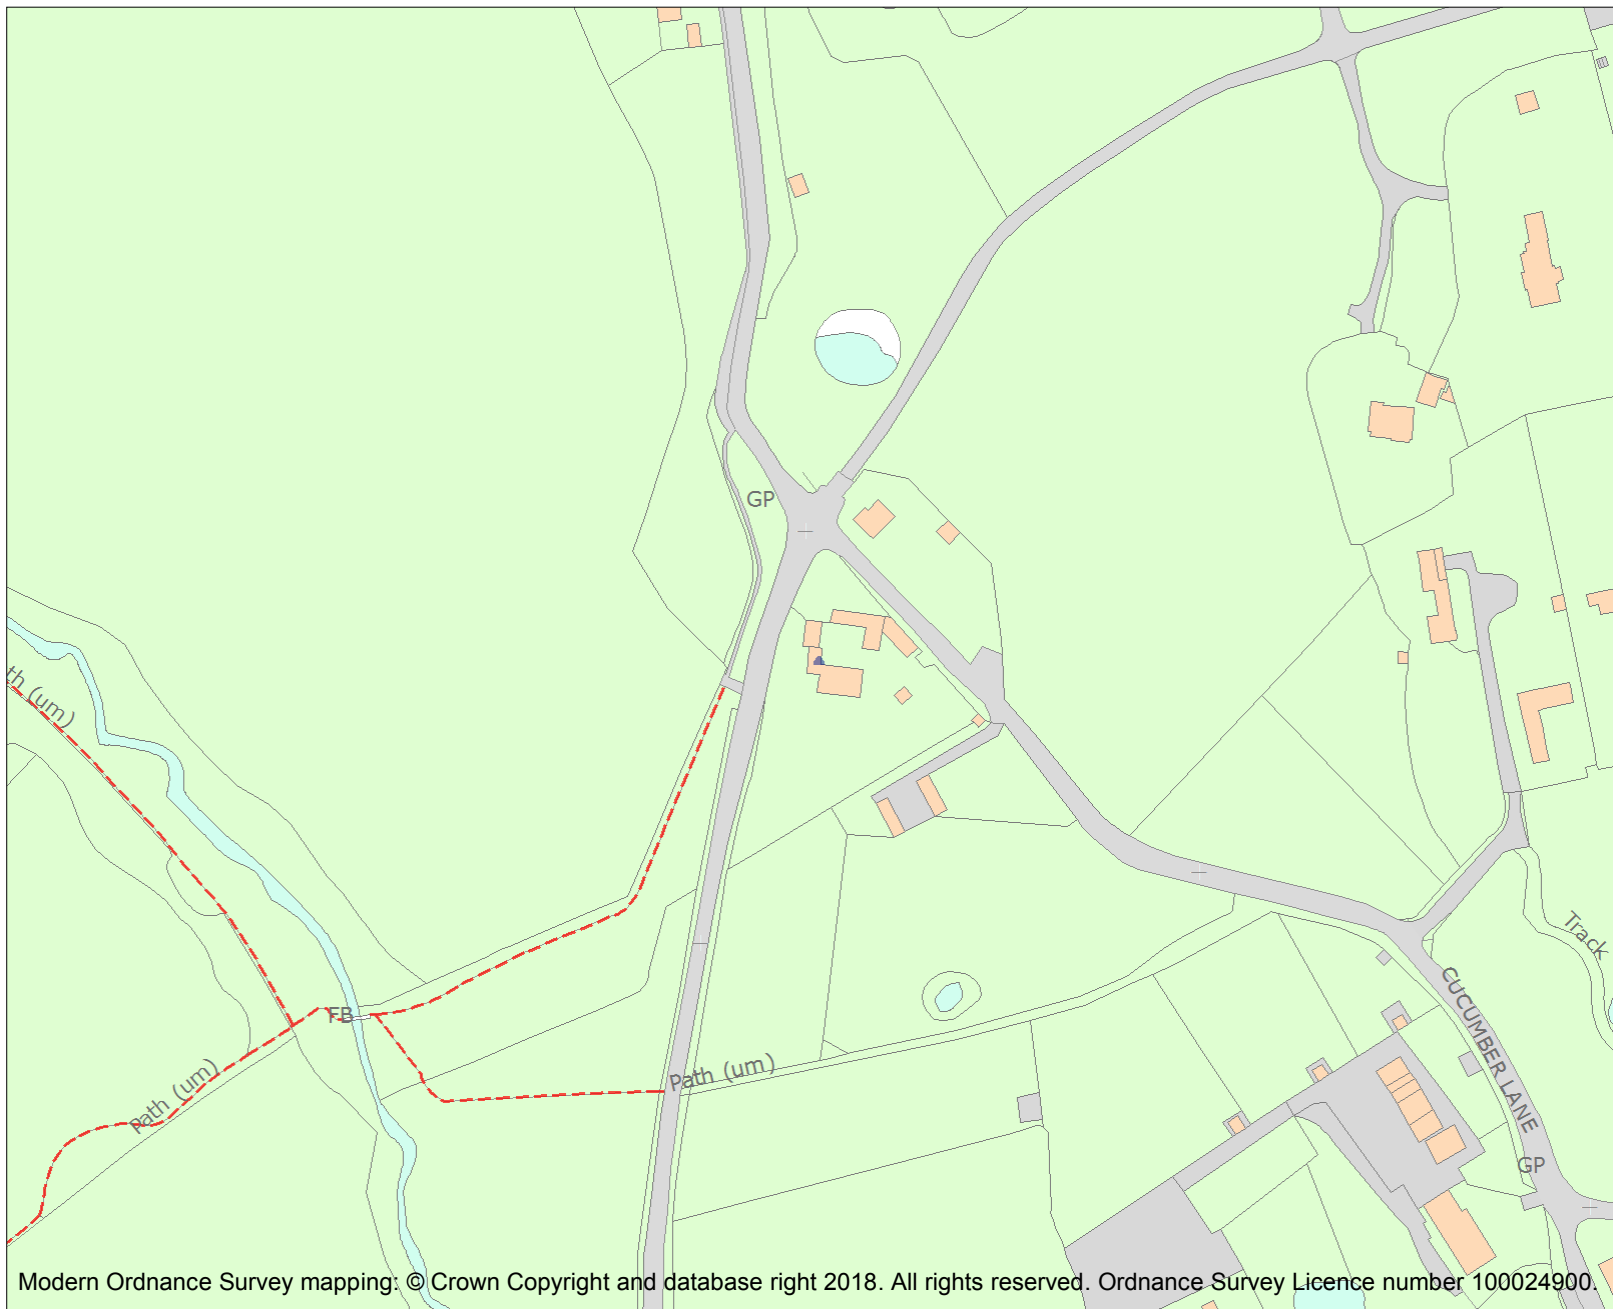 GP
th (um)
FB
Path (um)
Path (um)
Track
CUCUMBER LANE
GP
Modern Ordnance Survey mapping: © Crown Copyright and database right 2018. All rights reserved. Ordnance Survey Licence number 100024900.